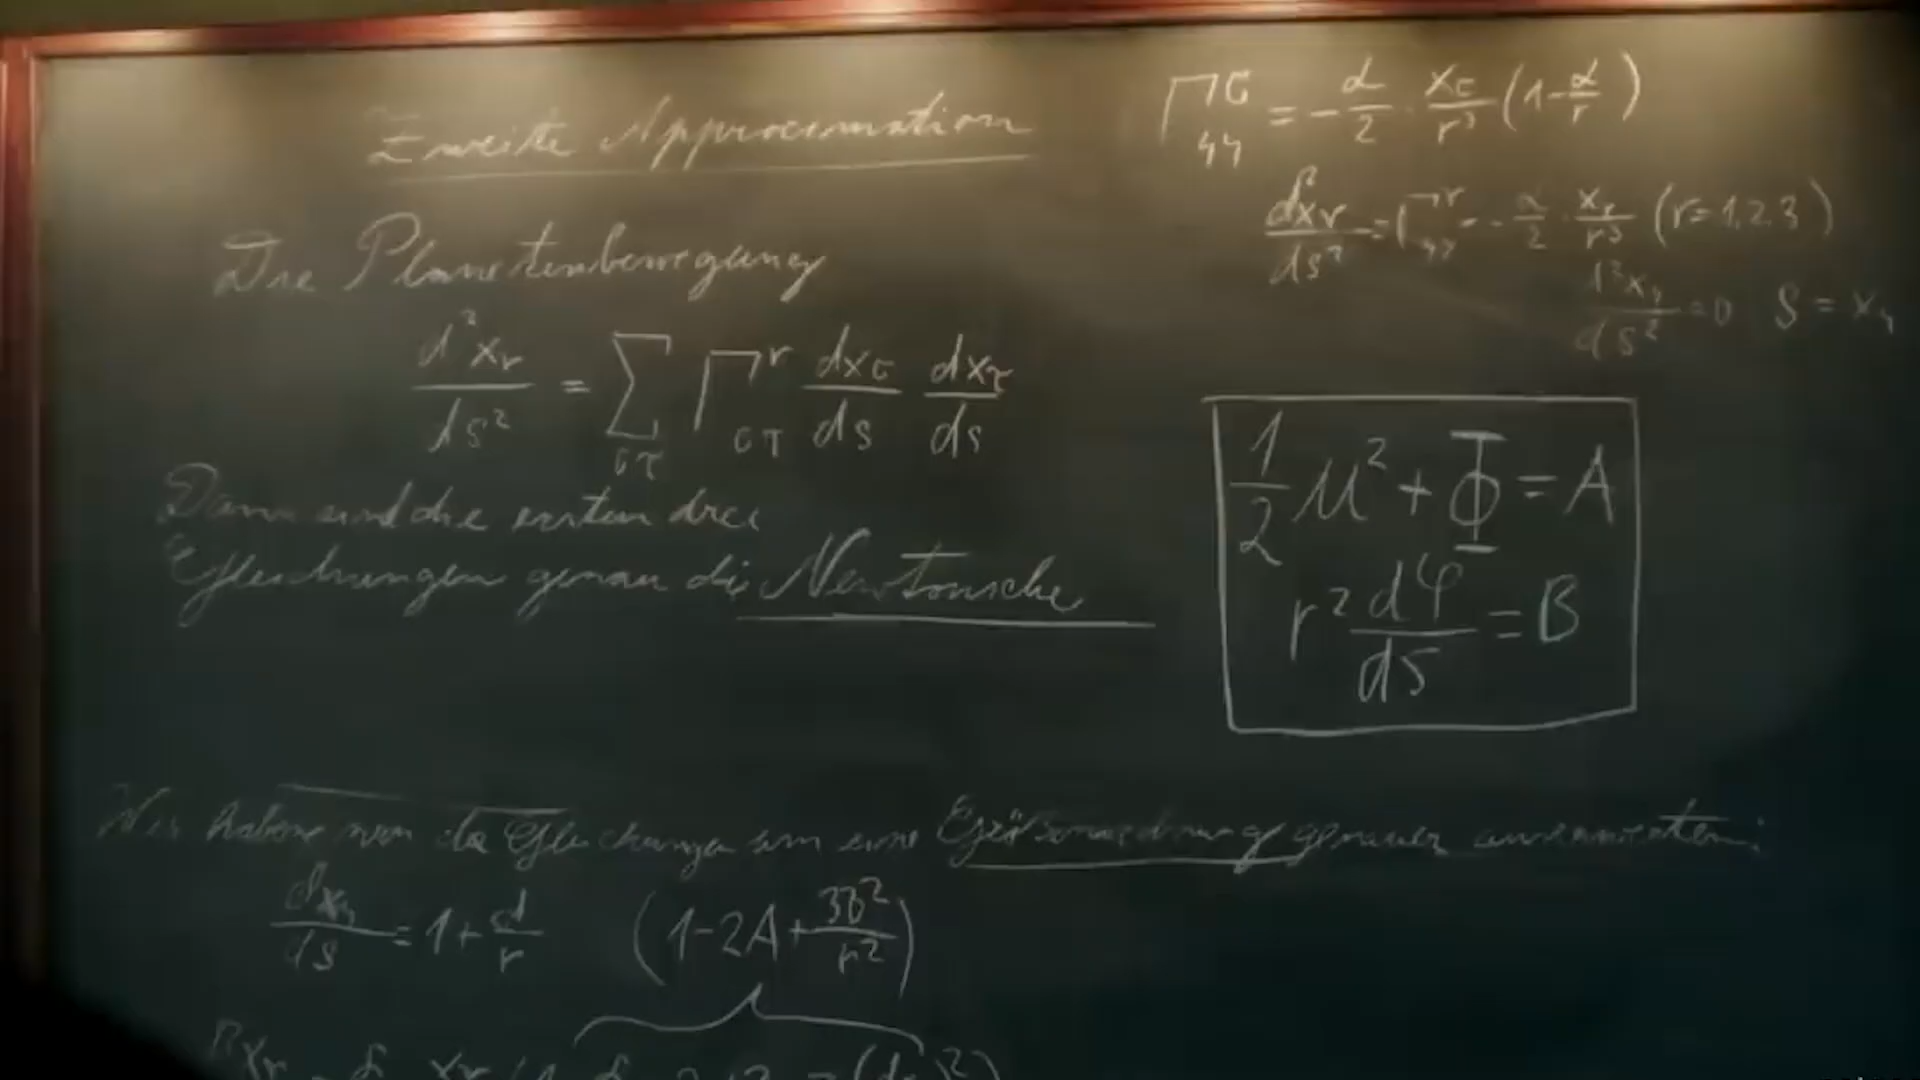 Zweite Approximation
Γ^σ_44 = -α/2 · x_σ/r³ (1-α/r)
d²x_ν/ds² = Γ^ν_44 = -α/2 · x_ν/r³ (ν=1,2,3)
d²x_4/ds² = 0 s = x_4
Die Planetenbewegung
d²x_ν/ds² = Σ_στ Γ^ν_στ dx_σ/ds dx_τ/ds
Dann sind die ersten drei
Gleichungen genau die Newtonsche
1/2 u² + Φ = A
r² dφ/ds = B
Wir haben nun die Gleichungen um eine Größenordnung genauer auszuwerten:
dx_4/ds = 1+α/r (1-2A+3B²/r²)